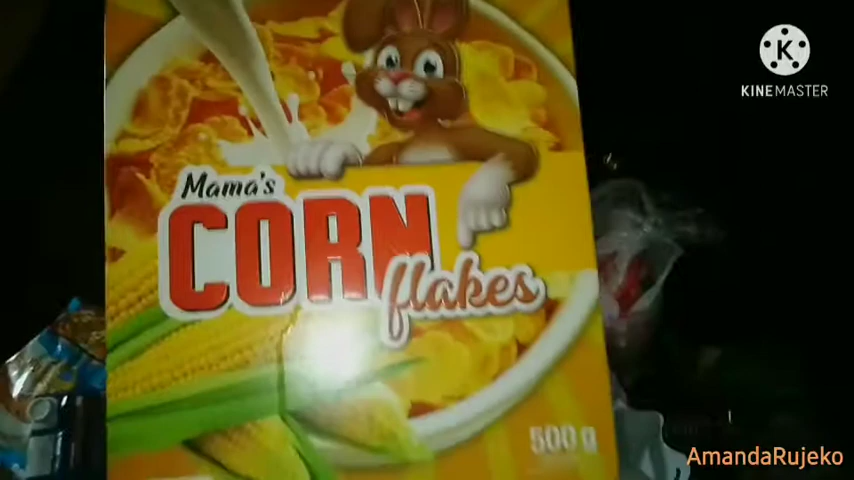 KINEMASTER
Mama's
CORN
flakes
500 g
AmandaRujeko